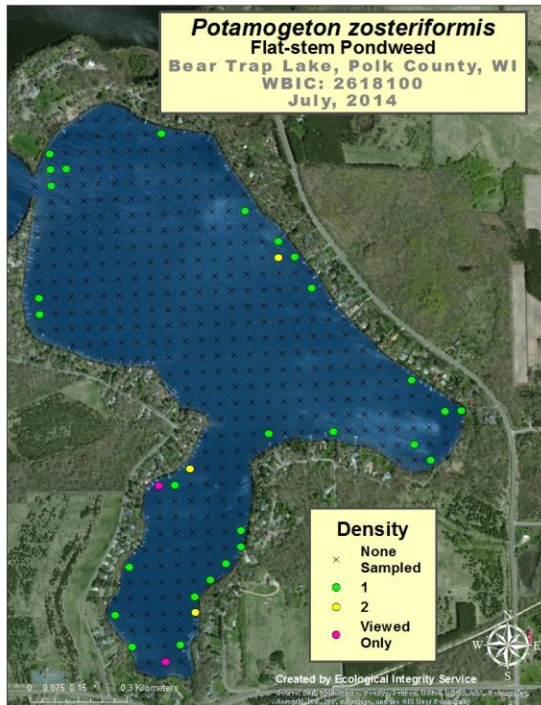 Potamogeton zosteriformis
Flat-stem Pondweed
Bear Trap Lake, Polk County, WI
WBIC: 2618100
July, 2014
Density
None
Sampled
1
2
Viewed
Only
N
W E
S
Created by Ecological Integrity Service
0 0.075 0.15 0.3 Kilometers